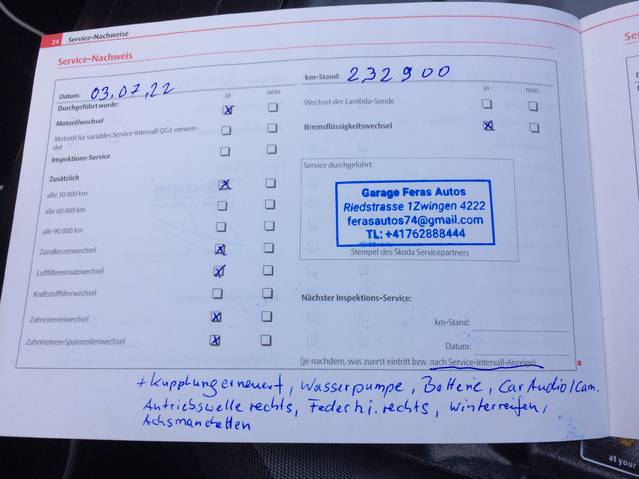 24 Service-Nachweise
Service-Nachweis
Datum: 03.07.22 km-Stand: 232900
Durchgeführt wurde: ja nein ja nein
Motorölwechsel Wechsel der Lambda-Sonde
Motoröl für variables Service-Intervall QG1 verwen-
det
Bremsflüssigkeitswechsel
Inspektions-Service
Zusätzlich Service durchgeführt:
alle 30 000 km
alle 60 000 km
alle 90 000 km
Garage Feras Autos
Riedstrasse 1Zwingen 4222
ferasautos74@gmail.com
TL: +41762888444
Stempel des Skoda Servicepartners
Zündkerzenwechsel
Luftfiltereinsatzwechsel
Kraftstofffilterwechsel
Zahnriemenwechsel
Zahnriemen-Spannrollenwechsel
Nächster Inspektions-Service:
km-Stand:
Datum:
(je nachdem, was zuerst eintritt bzw. nach Service-Intervall-Anzeige)
+ Kupplung erneuert, Wasserpumpe, Batterie, Car Audio/Cam.
Antriebswelle rechts, Feder hi. rechts, Winterreifen,
Achsmanchetten
at your